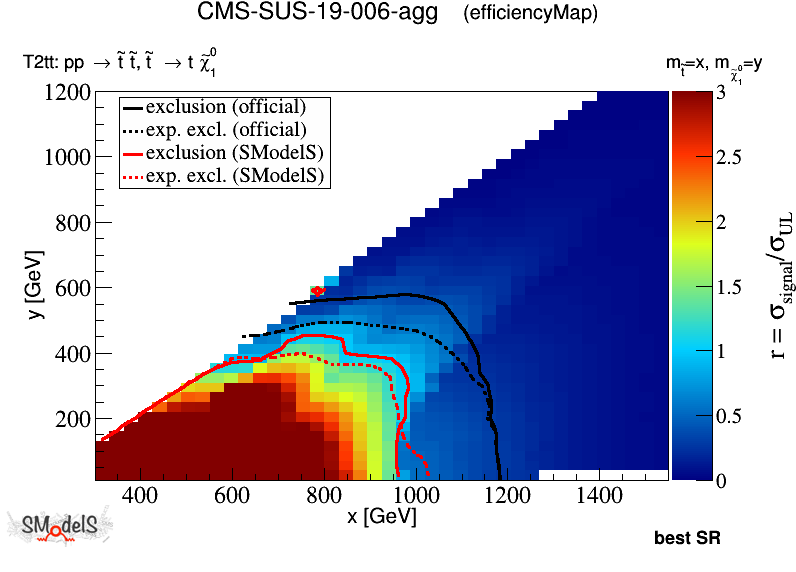 CMS-SUS-19-006-agg (efficiencyMap)
T2tt: pp → t̃ t̃, t̃ → t χ̃⁰₁
m_t̃=x, m_χ̃⁰₁=y
exclusion (official)
exp. excl. (official)
exclusion (SModelS)
exp. excl. (SModelS)
1200
1000
800
600
400
200
y [GeV]
400 600 800 1000 1200 1400
x [GeV]
3
2.5
2
1.5
1
0.5
0
r = σ_signal/σ_UL
SModelS
best SR